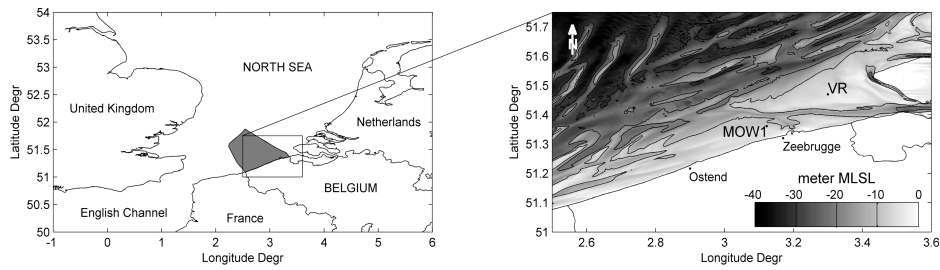 54
53.5
53
52.5
52
51.5
51
50.5
50
Latitude Degr
-1 0 1 2 3 4 5 6
Longitude Degr
NORTH SEA
United Kingdom
Netherlands
BELGIUM
English Channel
France
51.7
51.6
51.5
51.4
51.3
51.2
51.1
51
Latitude Degr
N
VR
MOW1
Zeebrugge
Ostend
meter MLSL
-40 -30 -20 -10 0
2.6 2.8 3 3.2 3.4 3.6
Longitude Degr